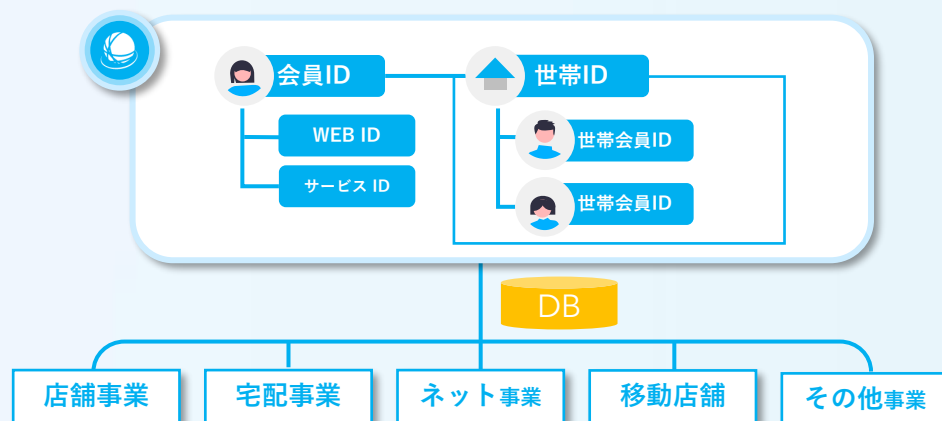 会員ID
世帯ID
WEB ID
世帯会員ID
サービス ID
世帯会員ID
DB
店舗事業
宅配事業
ネット事業
移動店舗
その他事業